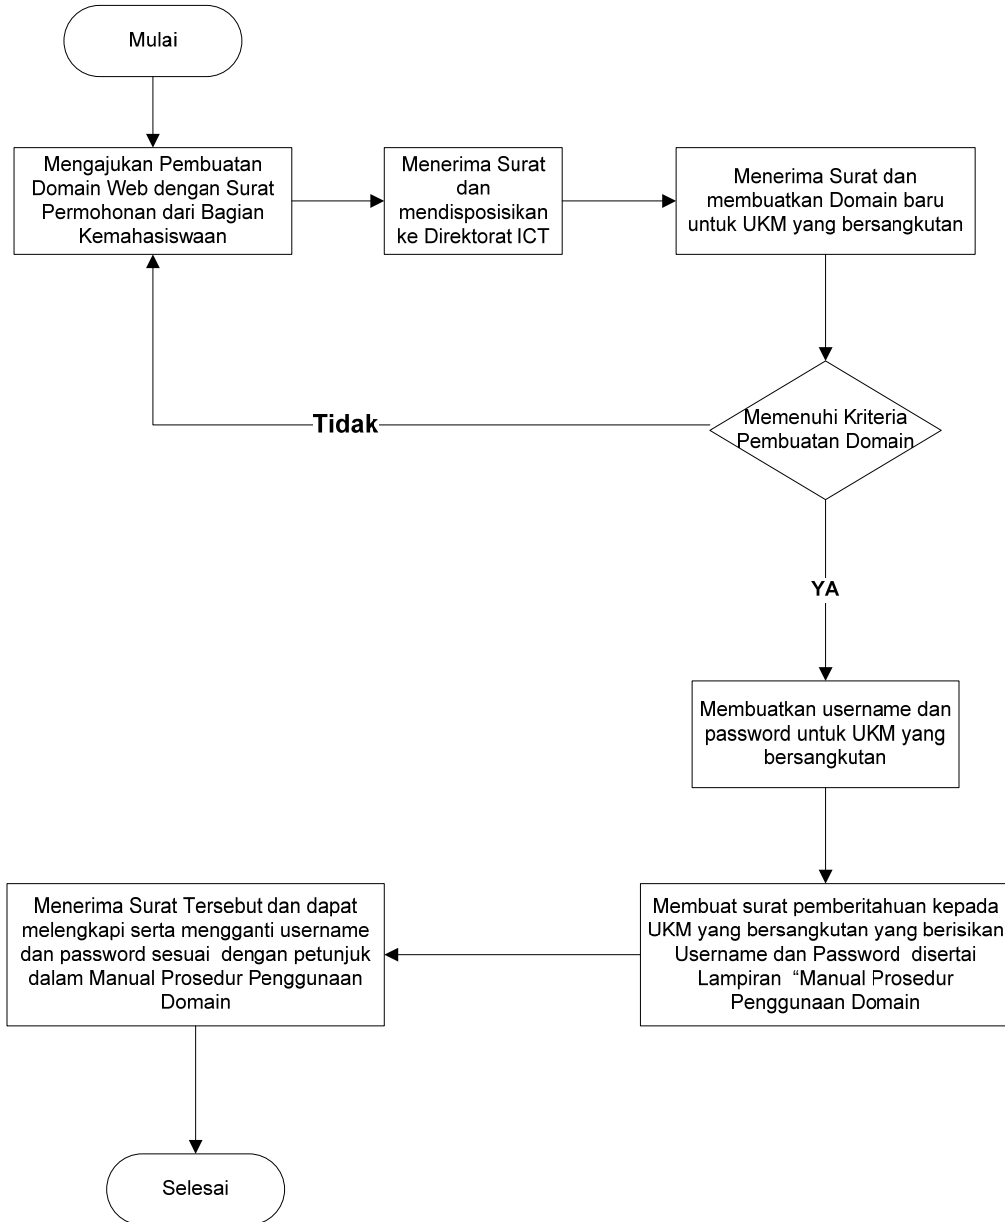 Mulai
Mengajukan Pembuatan
Domain Web dengan Surat
Permohonan dari Bagian
Kemahasiswaan
Menerima Surat
dan
mendisposisikan
ke Direktorat ICT
Menerima Surat dan
membuatkan Domain baru
untuk UKM yang bersangkutan
Memenuhi Kriteria
Pembuatan Domain
Tidak
YA
Membuatkan username dan
password untuk UKM yang
bersangkutan
Membuat surat pemberitahuan kepada
UKM yang bersangkutan yang berisikan
Username dan Password disertai
Lampiran “Manual Prosedur
Penggunaan Domain
Menerima Surat Tersebut dan dapat
melengkapi serta mengganti username
dan password sesuai dengan petunjuk
dalam Manual Prosedur Penggunaan
Domain
Selesai